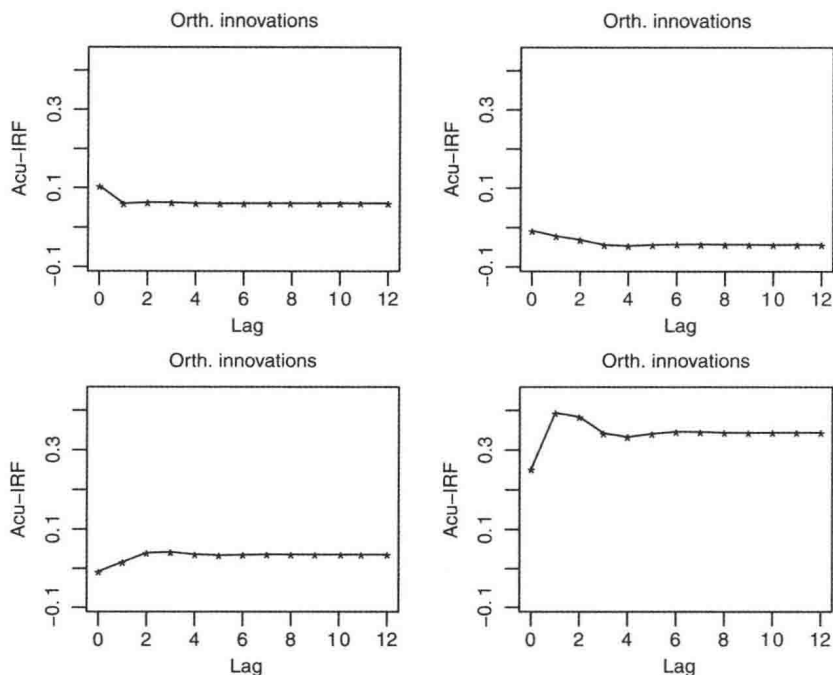 Orth. innovations
Orth. innovations
Acu–IRF
−0.1 0.1 0.3
0 2 4 6 8 10 12
Lag
Acu–IRF
−0.1 0.1 0.3
0 2 4 6 8 10 12
Lag
Orth. innovations
Orth. innovations
Acu–IRF
−0.1 0.1 0.3
0 2 4 6 8 10 12
Lag
Acu–IRF
−0.1 0.1 0.3
0 2 4 6 8 10 12
Lag